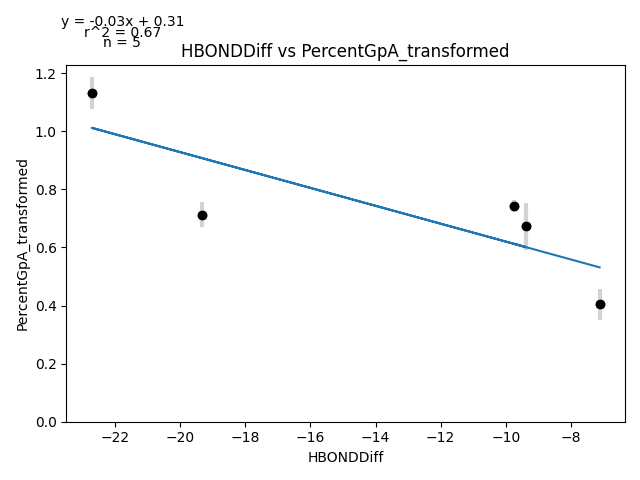 y = -0.03x + 0.31
r^2 = 0.67
n = 5
HBONDDiff vs PercentGpA_transformed
PercentGpA_transformed
1.2
1.0
0.8
0.6
0.4
0.2
0.0
−22
−20
−18
−16
−14
−12
−10
−8
HBONDDiff